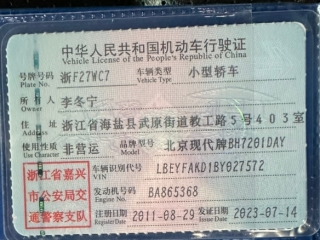 中华人民共和国机动车行驶证
Vehicle License of the People's Republic of China
号牌号码 浙F27WC7 车辆类型 小型轿车
Plate No. Vehicle Type
所有人 李冬宁
Owner
住址 浙江省海盐县武原街道教工路5号403室
Address
使用性质 非营运 品牌型号 北京现代牌BH7201DAY
Use Character Model
浙江省嘉兴市公安局交通警察支队
车辆识别代号 LBEYFAKD1BY027572
VIN
发动机号码 BA865368
Engine No.
注册日期 2011-08-29 发证日期 2023-07-14
Register Date Issue Date